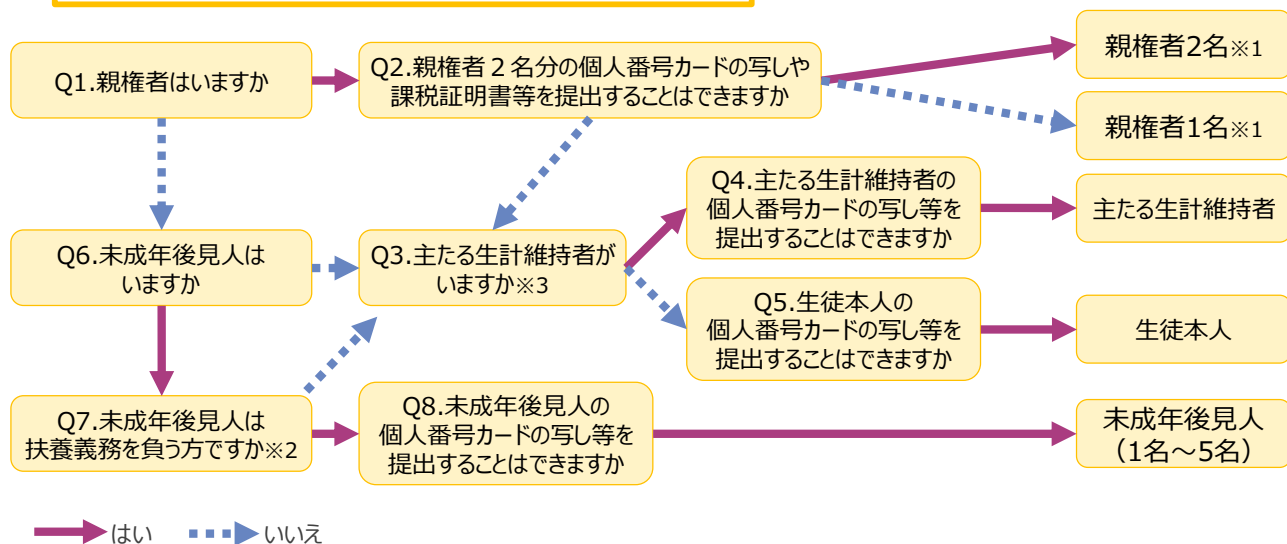 Q1.親権者はいますか
Q2.親権者２名分の個人番号カードの写しや
課税証明書等を提出することはできますか
親権者2名※1
親権者1名※1
Q4.主たる生計維持者の
個人番号カードの写し等を
提出することはできますか
主たる生計維持者
Q6.未成年後見人は
いますか
Q3.主たる生計維持者が
いますか※3
Q5.生徒本人の
個人番号カードの写し等を
提出することはできますか
生徒本人
Q7.未成年後見人は
扶養義務を負う方ですか※2
Q8.未成年後見人の
個人番号カードの写し等を
提出することはできますか
未成年後見人
（1名～5名）
はい
いいえ